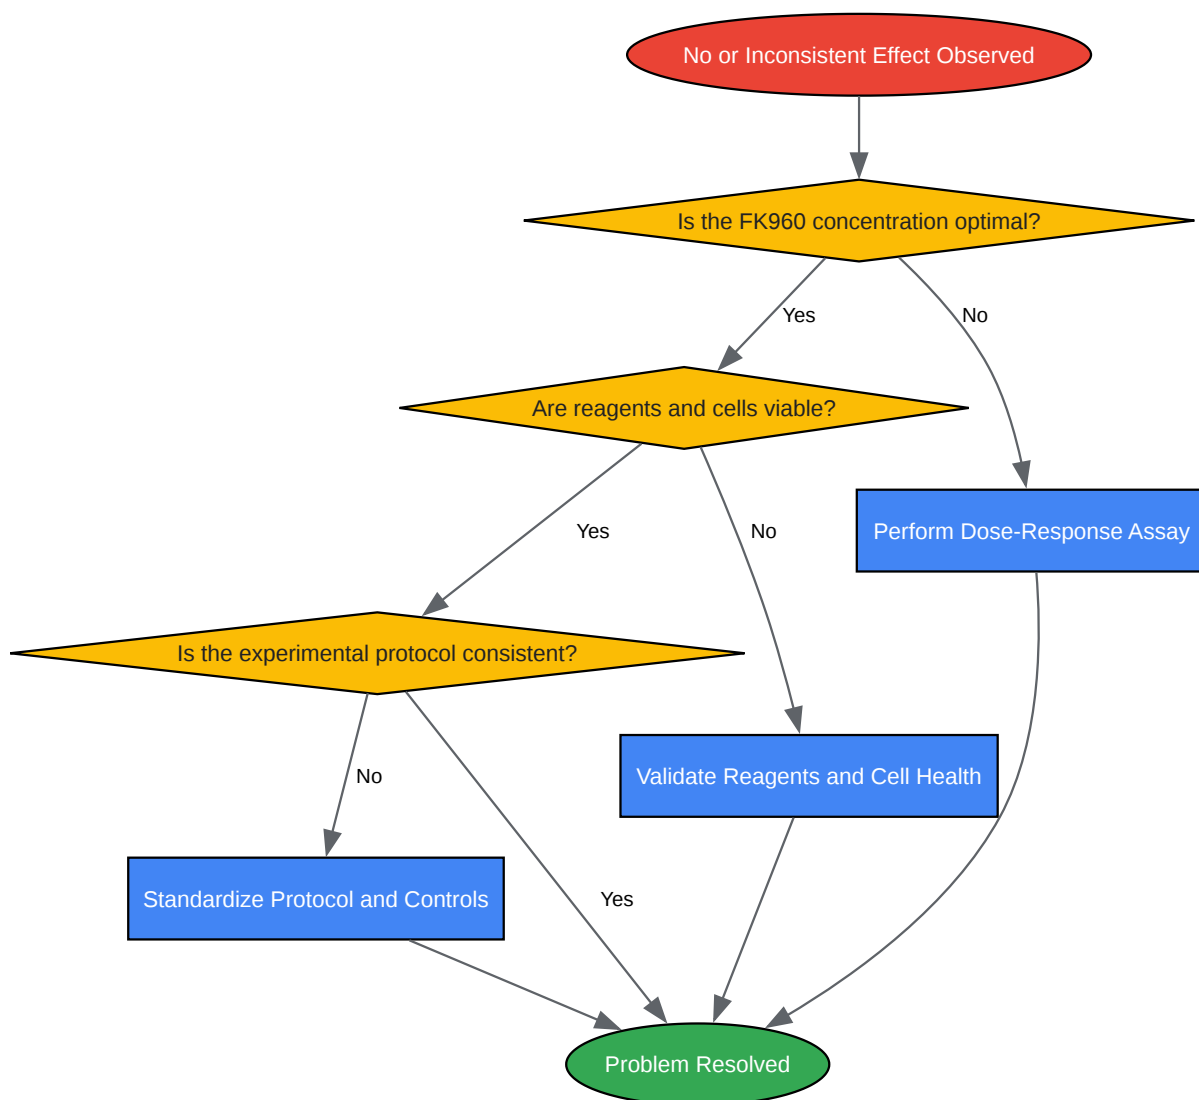 No or Inconsistent Effect Observed
Is the FK960 concentration optimal?
Yes
No
Are reagents and cells viable?
Yes
No
Perform Dose-Response Assay
Is the experimental protocol consistent?
No
Validate Reagents and Cell Health
Standardize Protocol and Controls
Yes
Problem Resolved